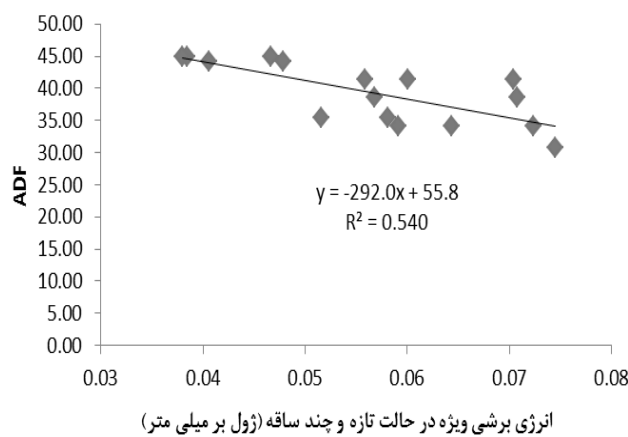 50.00
45.00
40.00
35.00
30.00
25.00
20.00
15.00
10.00
5.00
0.00
ADF
y = -292.0x + 55.8
R² = 0.540
0.03 0.04 0.05 0.06 0.07 0.08
انرژی برشی ویژه در حالت تازه و چند ساقه (ژول بر میلی متر)